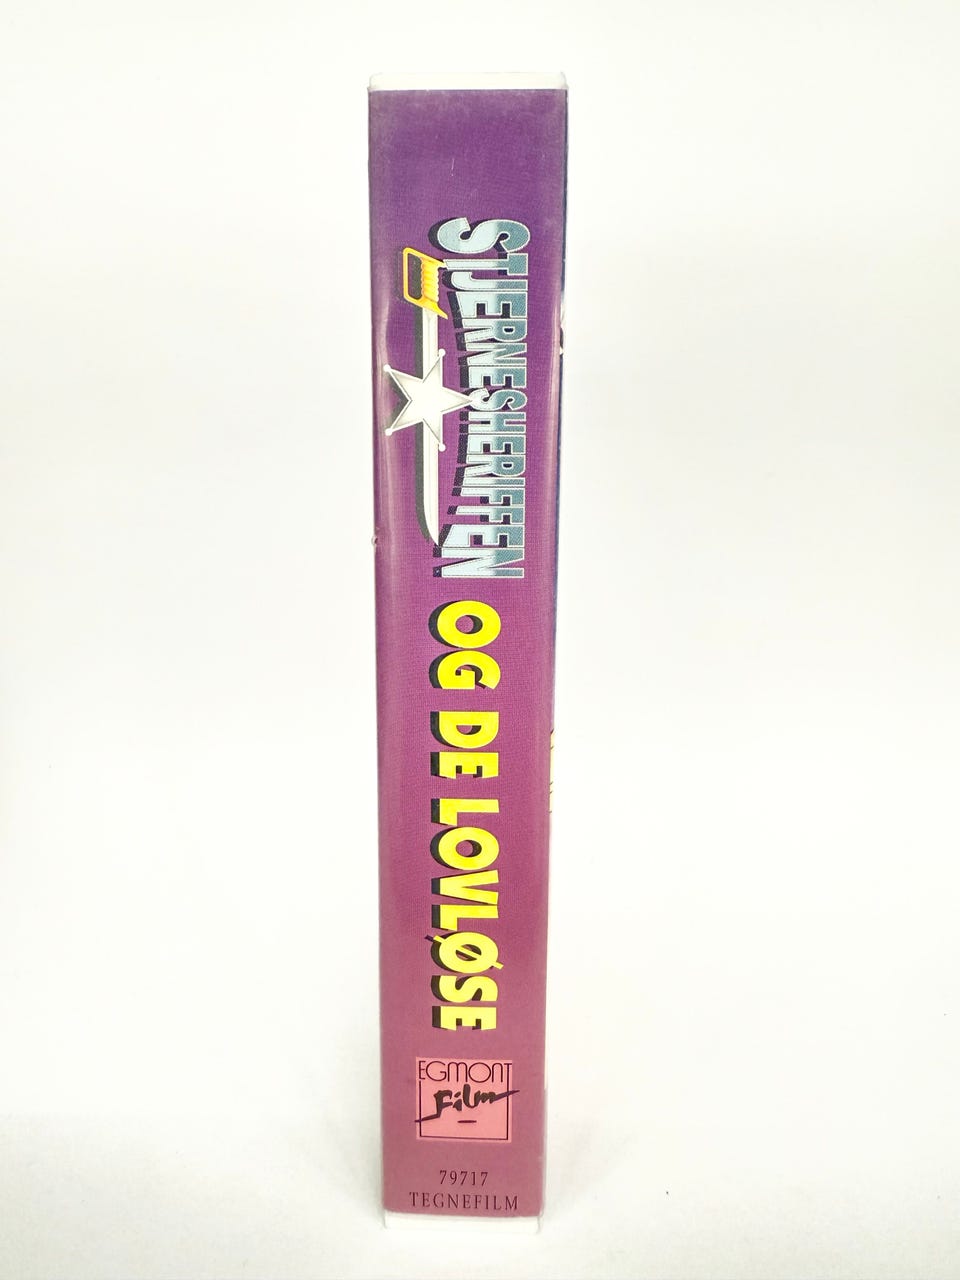 STJERNESHERIFFEN
OG DE LOVLØSE
EGMONT
Film
79717
TEGNEFILM